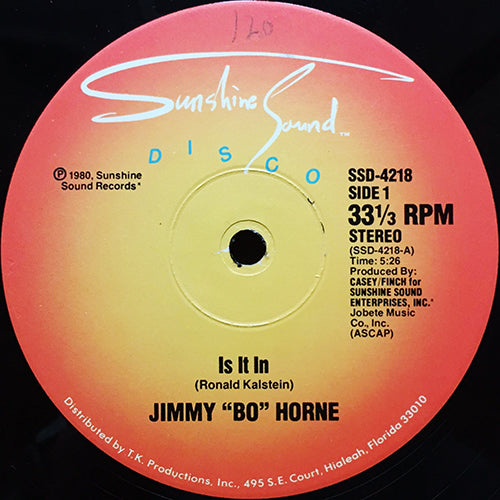 120
Sunshine Sound™
DISCO
℗ 1980, Sunshine
Sound Records*
SSD-4218
SIDE 1
33⅓ RPM
STEREO
(SSD-4218-A)
Time: 5:26
Produced By:
CASEY/FINCH for
SUNSHINE SOUND
ENTERPRISES, INC.*
Jobete Music
Co., Inc.
(ASCAP)
Is It In
(Ronald Kalstein)
JIMMY “BO” HORNE
Distributed by T.K. Productions, Inc., 495 S.E. Court, Hialeah, Florida 33010